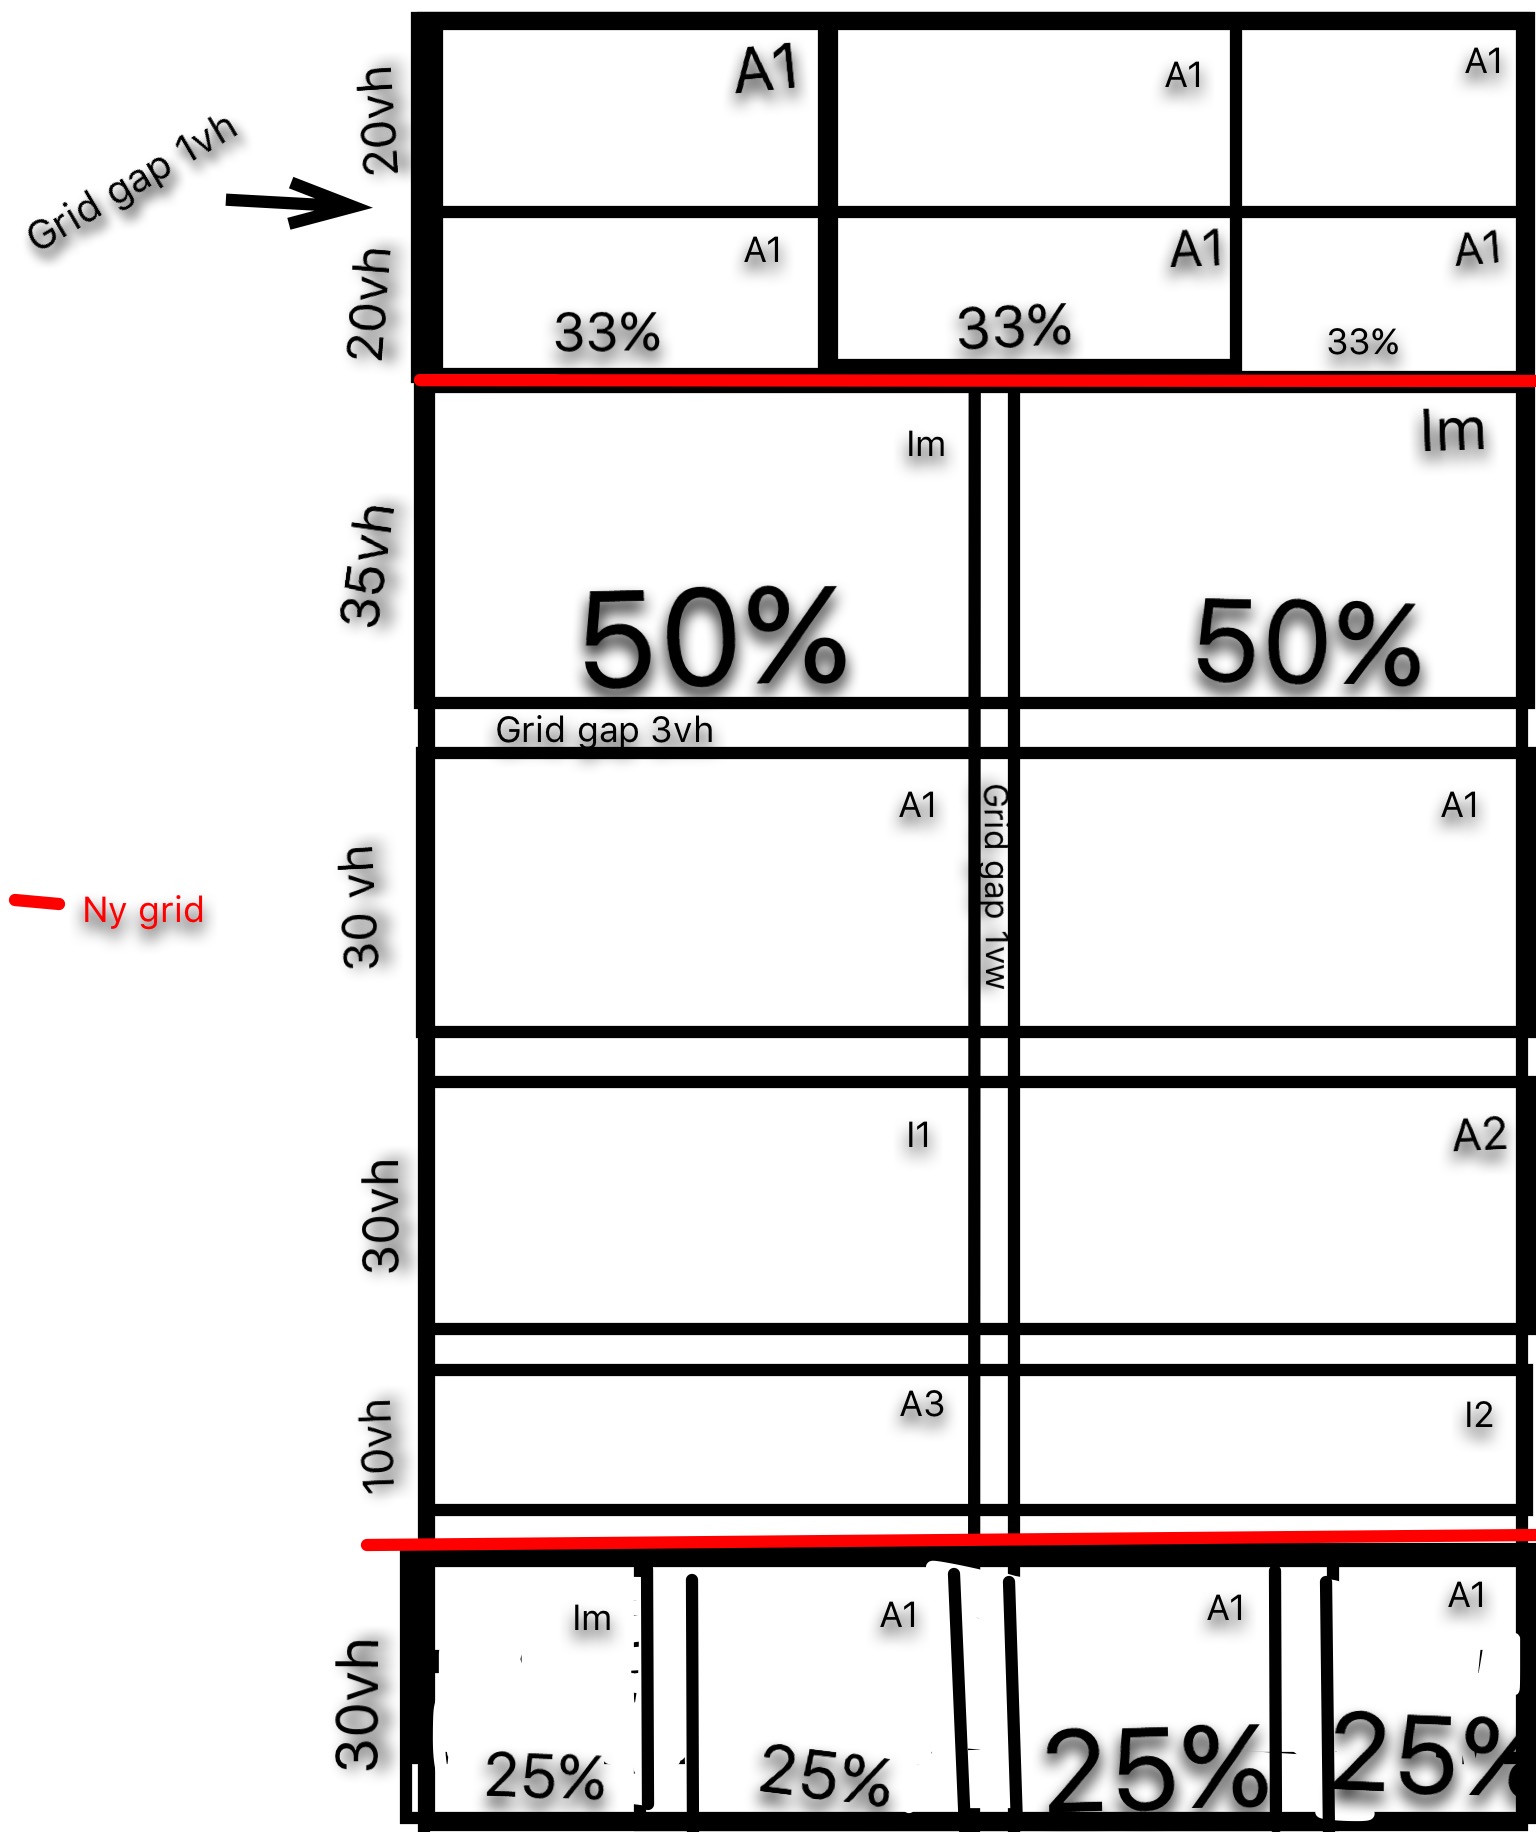 20vh
A1
A1
A1
Grid gap 1vh
20vh
A1
A1
A1
33%
33%
33%
35vh
Im
Im
50%
50%
Grid gap 3vh
30 vh
A1
A1
Grid gap 1vw
Ny grid
30vh
I1
A2
10vh
A3
I2
30vh
Im
A1
A1
A1
25%
25%
25%
25%